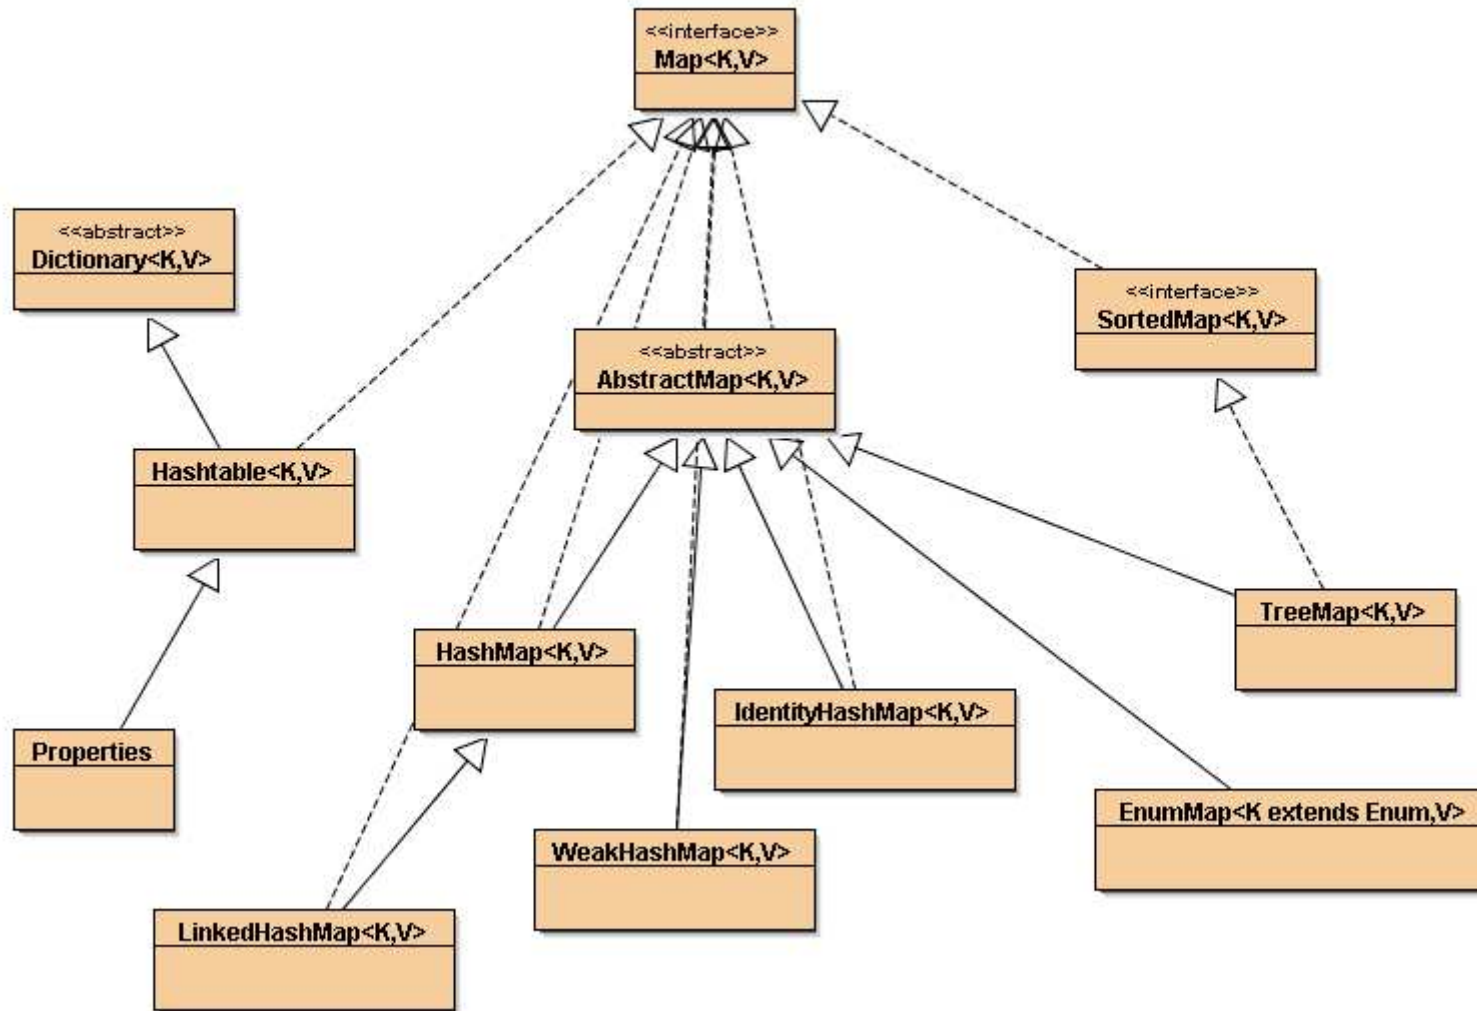 <<interface>>
Map<K,V>
<<abstract>>
Dictionary<K,V>
<<interface>>
SortedMap<K,V>
<<abstract>>
AbstractMap<K,V>
Hashtable<K,V>
TreeMap<K,V>
HashMap<K,V>
IdentityHashMap<K,V>
Properties
EnumMap<K extends Enum,V>
WeakHashMap<K,V>
LinkedHashMap<K,V>